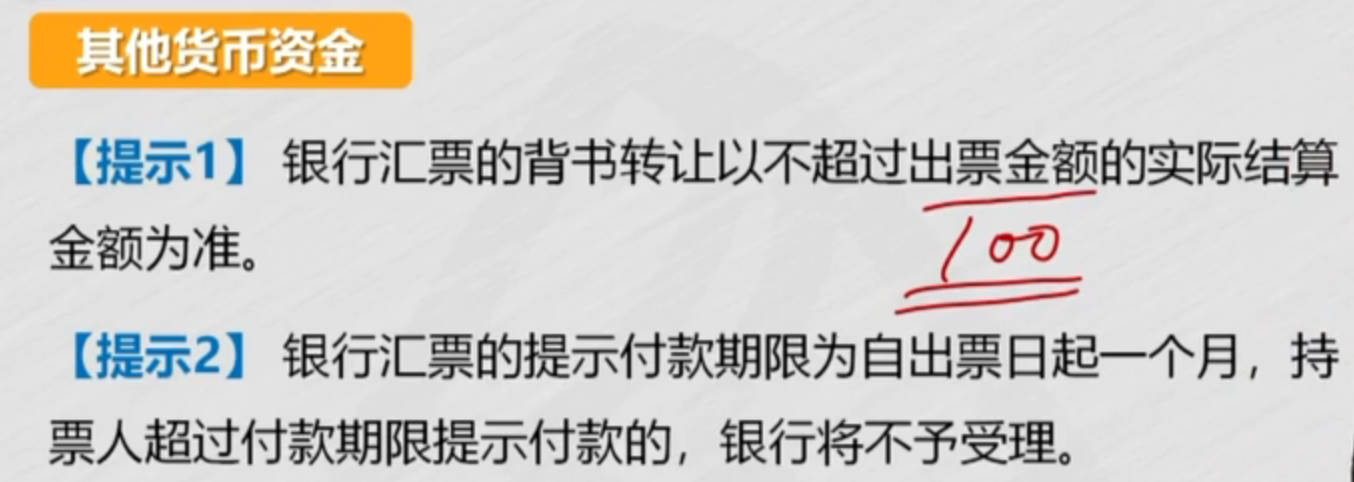 其他货币资金
【提示1】 银行汇票的背书转让以不超过出票金额的实际结算
金额为准。
100
【提示2】 银行汇票的提示付款期限为自出票日起一个月，持
票人超过付款期限提示付款的，银行将不予受理。